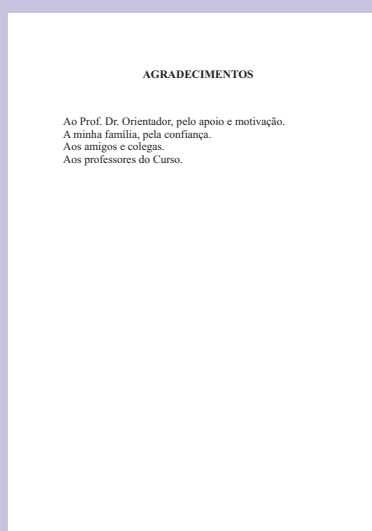 AGRADECIMENTOS
Ao Prof. Dr. Orientador, pelo apoio e motivação.
A minha família, pela confiança.
Aos amigos e colegas.
Aos professores do Curso.